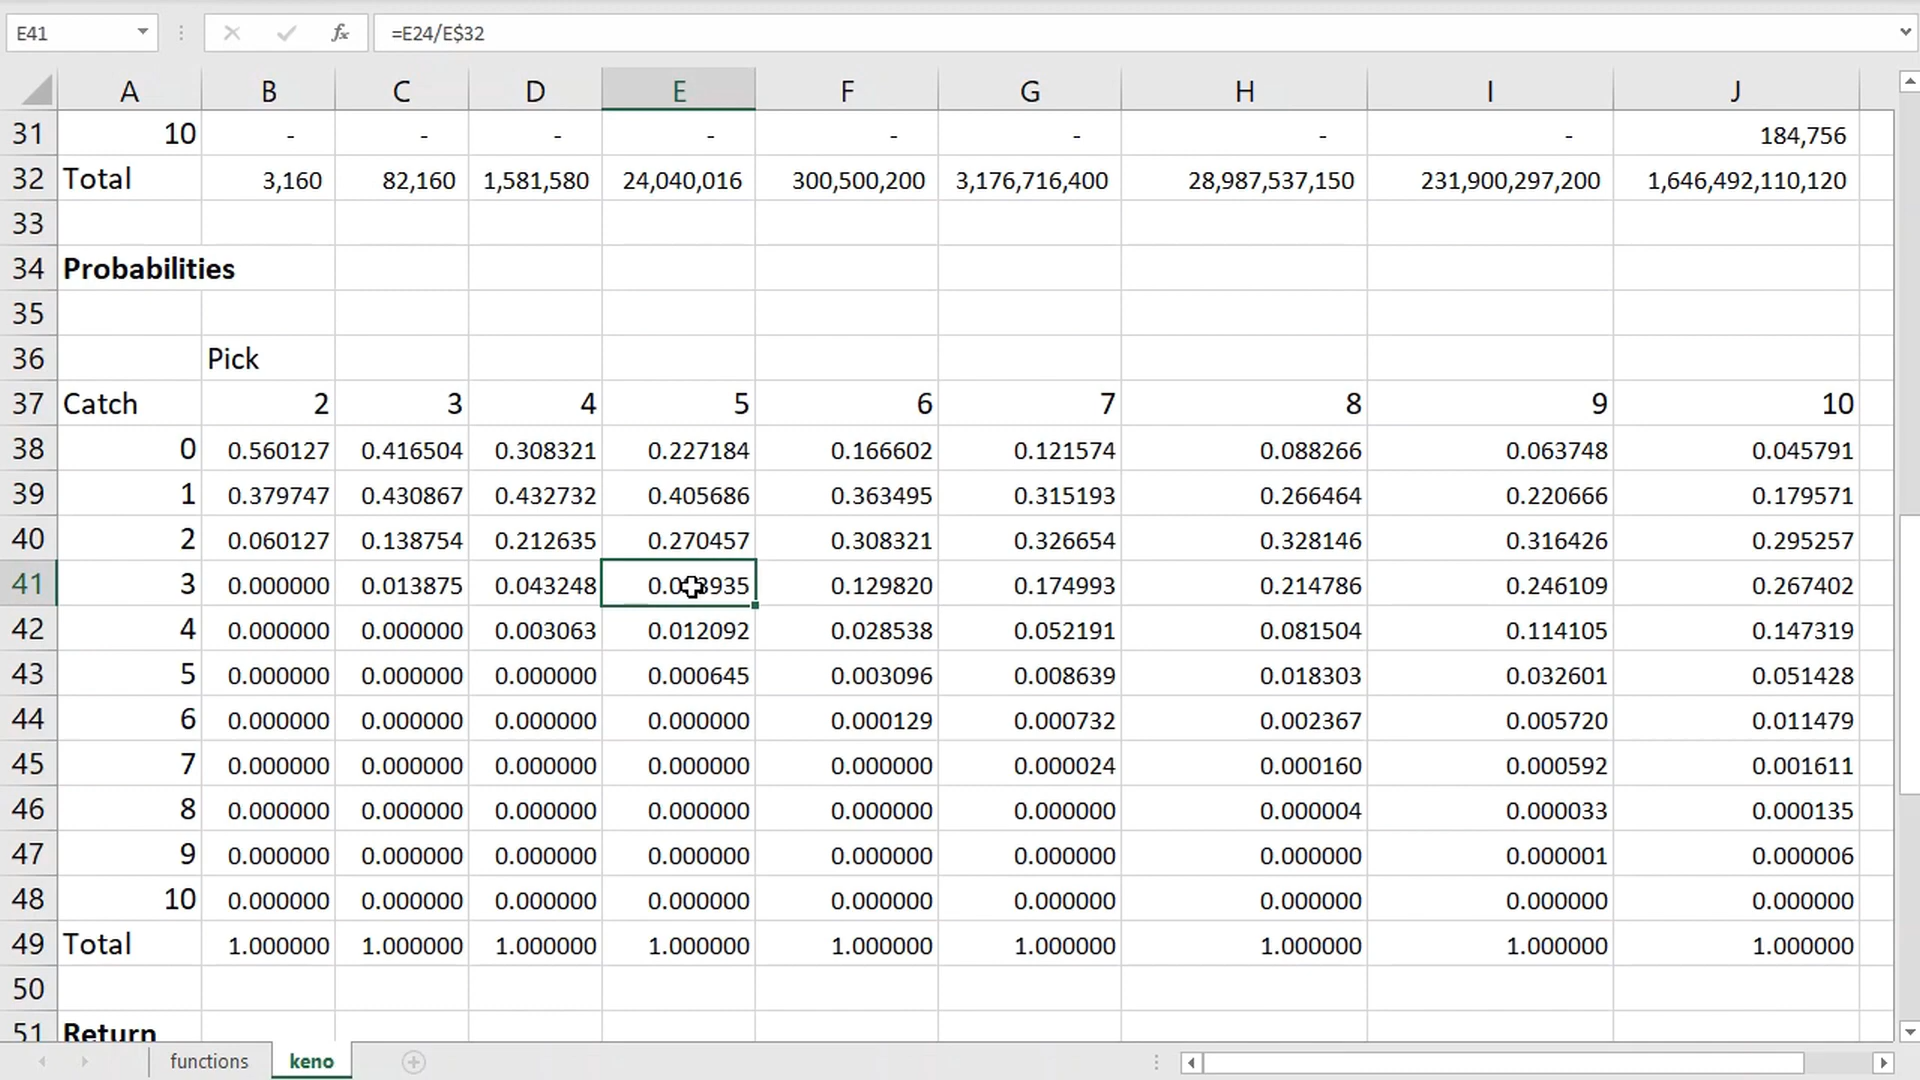 E41 fx =E24/E$32
A B C D E F G H I J
31 10 - - - - - - - - 184,756
32 Total 3,160 82,160 1,581,580 24,040,016 300,500,200 3,176,716,400 28,987,537,150 231,900,297,200 1,646,492,110,120
33
34 Probabilities
35
36 Pick
37 Catch 2 3 4 5 6 7 8 9 10
38 0 0.560127 0.416504 0.308321 0.227184 0.166602 0.121574 0.088266 0.063748 0.045791
39 1 0.379747 0.430867 0.432732 0.405686 0.363495 0.315193 0.266464 0.220666 0.179571
40 2 0.060127 0.138754 0.212635 0.270457 0.308321 0.326654 0.328146 0.316426 0.295257
41 3 0.000000 0.013875 0.043248 0.129820 0.174993 0.214786 0.246109 0.267402
42 4 0.000000 0.000000 0.003063 0.012092 0.028538 0.052191 0.081504 0.114105 0.147319
43 5 0.000000 0.000000 0.000000 0.000645 0.003096 0.008639 0.018303 0.032601 0.051428
44 6 0.000000 0.000000 0.000000 0.000000 0.000129 0.000732 0.002367 0.005720 0.011479
45 7 0.000000 0.000000 0.000000 0.000000 0.000000 0.000024 0.000160 0.000592 0.001611
46 8 0.000000 0.000000 0.000000 0.000000 0.000000 0.000000 0.000004 0.000033 0.000135
47 9 0.000000 0.000000 0.000000 0.000000 0.000000 0.000000 0.000000 0.000001 0.000006
48 10 0.000000 0.000000 0.000000 0.000000 0.000000 0.000000 0.000000 0.000000 0.000000
49 Total 1.000000 1.000000 1.000000 1.000000 1.000000 1.000000 1.000000 1.000000 1.000000
50
51 Return
functions keno